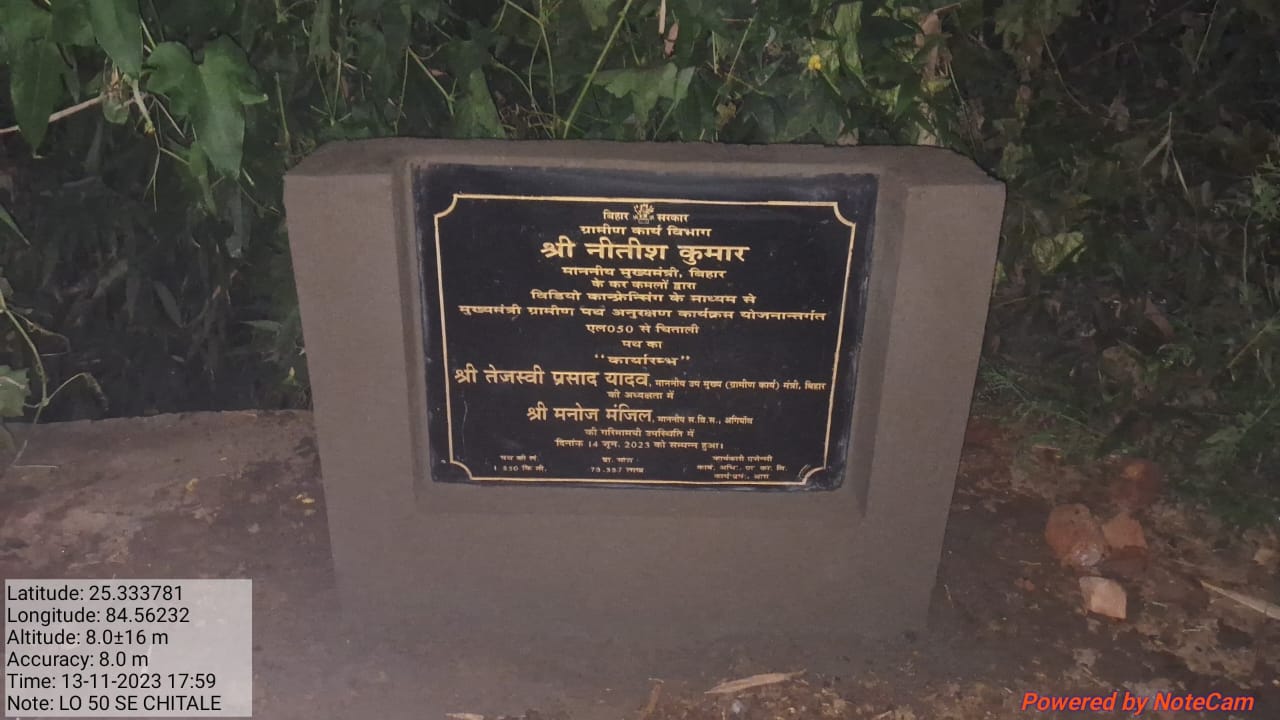 बिहार सरकार
ग्रामीण कार्य विभाग
श्री नीतीश कुमार
माननीय मुख्यमंत्री, बिहार
के कर कमलों द्वारा
विडियो कान्फ्रेन्सिंग के माध्यम से
मुख्यमंत्री ग्रामीण पथ अनुरक्षण कार्यक्रम योजनान्तर्गत
एल050 से चिताली
पथ का
"कार्यारम्भ"
श्री तेजस्वी प्रसाद यादव, माननीय उप मुख्य (ग्रामीण कार्य) मंत्री, बिहार
की अध्यक्षता में
श्री मनोज मंजिल, माननीय स.वि.स., अगिगाँव
की गरिमामयी उपस्थिति में
दिनांक 14 जून, 2023 को सम्पन्न हुआ।
पथ की लं. प्रा. राशि कार्यकारी एजेन्सी
कि.मी. लाख
Latitude: 25.333781
Longitude: 84.56232
Altitude: 8.0±16 m
Accuracy: 8.0 m
Time: 13-11-2023 17:59
Note: LO 50 SE CHITALE
Powered by NoteCam